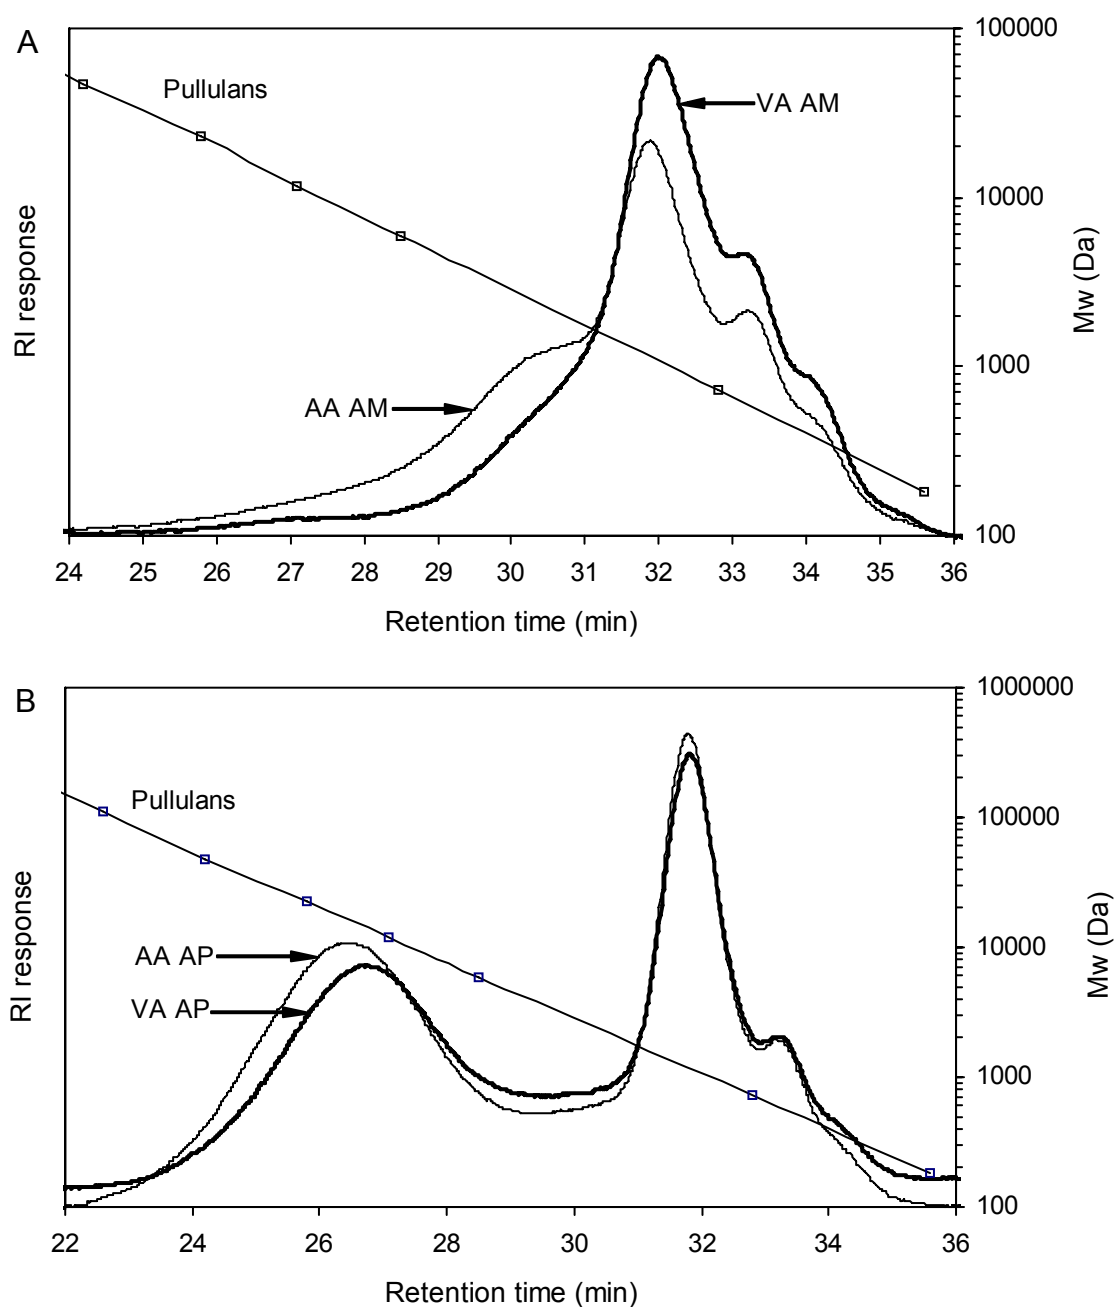 A
100000
Pullulans
VA AM
10000
RI response
Mw (Da)
1000
AA AM
100
24 25 26 27 28 29 30 31 32 33 34 35 36
Retention time (min)
B
1000000
Pullulans
100000
RI response
AA AP
10000
Mw (Da)
VA AP
1000
100
22 24 26 28 30 32 34 36
Retention time (min)